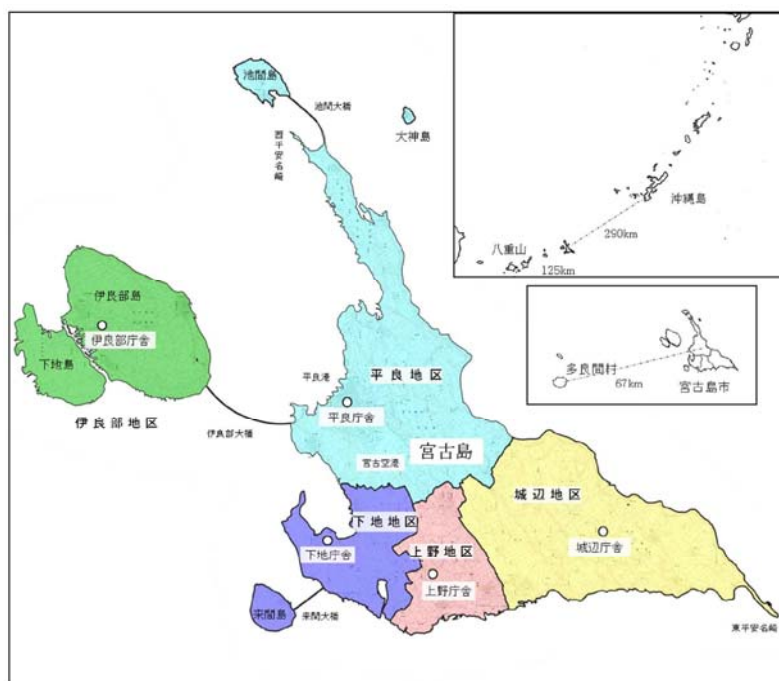 池間島
池間大橋
西平安名崎
大神島
沖縄島
290km
八重山
125km
多良間村
67km
宮古島市
伊良部島
伊良部庁舎
下地島
伊良部地区
伊良部大橋
平良港
平良地区
平良庁舎
宮古島
宮古空港
城辺地区
城辺庁舎
下地地区
下地庁舎
上野地区
上野庁舎
来間島
来間大橋
東平安名崎